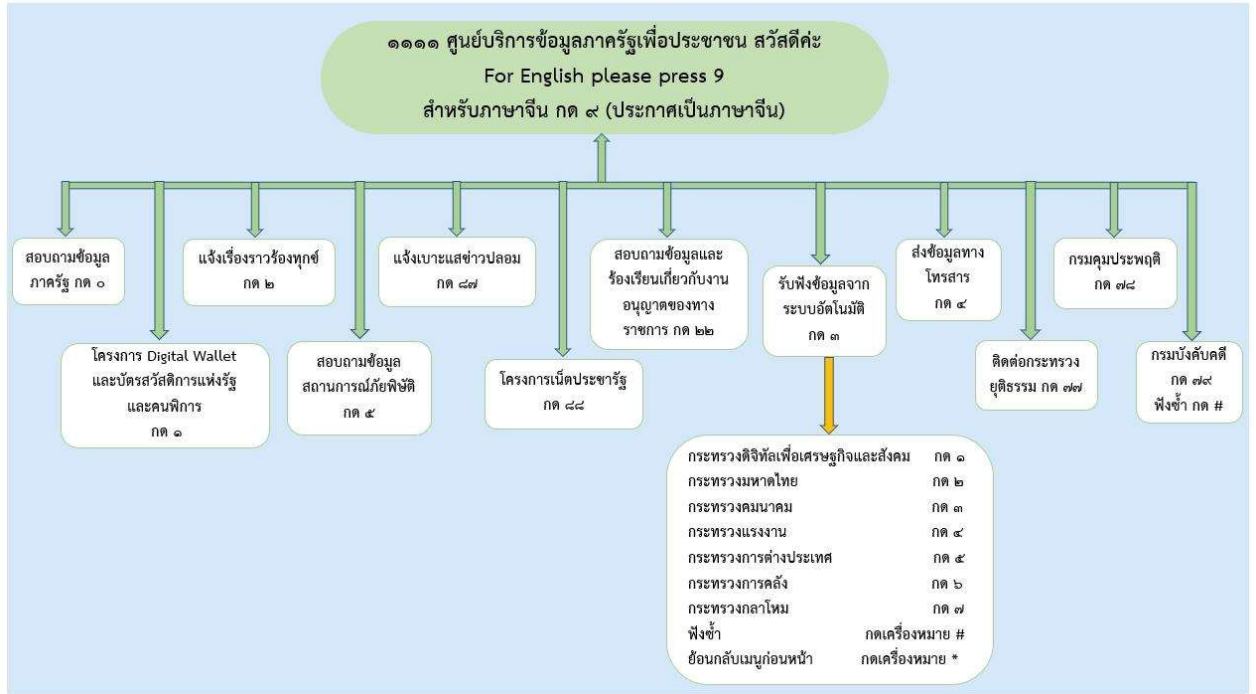 ๑๑๑๑ ศูนย์บริการข้อมูลภาครัฐเพื่อประชาชน สวัสดีค่ะ
For English please press 9
สำหรับภาษาจีน กด ๙ (ประกาศเป็นภาษาจีน)
สอบถามข้อมูล
ภาครัฐ กด ๐
โครงการ Digital Wallet
และบัตรสวัสดิการแห่งรัฐ
และคนพิการ
กด ๑
แจ้งเรื่องราวร้องทุกข์
กด ๒
สอบถามข้อมูล
สถานการณ์ภัยพิษัติ
กด ๕
แจ้งเบาะแสข่าวปลอม
กด ๘๗
โครงการเน็ตประชารัฐ
กด ๘๘
สอบถามข้อมูลและ
ร้องเรียนเกี่ยวกับงาน
อนุญาตของทาง
ราชการ กด ๒๒
รับฟังข้อมูลจาก
ระบบอัตโนมัติ
กด ๓
ส่งข้อมูลทาง
โทรสาร
กด ๔
ติดต่อกระทรวง
ยุติธรรม กด ๗๗
กรมคุมประพฤติ
กด ๗๘
กรมบังคับคดี
กด ๗๙
ฟังซ้ำ กด #
กระทรวงดิจิทัลเพื่อเศรษฐกิจและสังคม กด ๑
กระทรวงมหาดไทย กด ๒
กระทรวงคมนาคม กด ๓
กระทรวงแรงงาน กด ๔
กระทรวงการต่างประเทศ กด ๕
กระทรวงการคลัง กด ๖
กระทรวงกลาโหม กด ๗
ฟังซ้ำ กดเครื่องหมาย #
ย้อนกลับเมนูก่อนหน้า กดเครื่องหมาย *